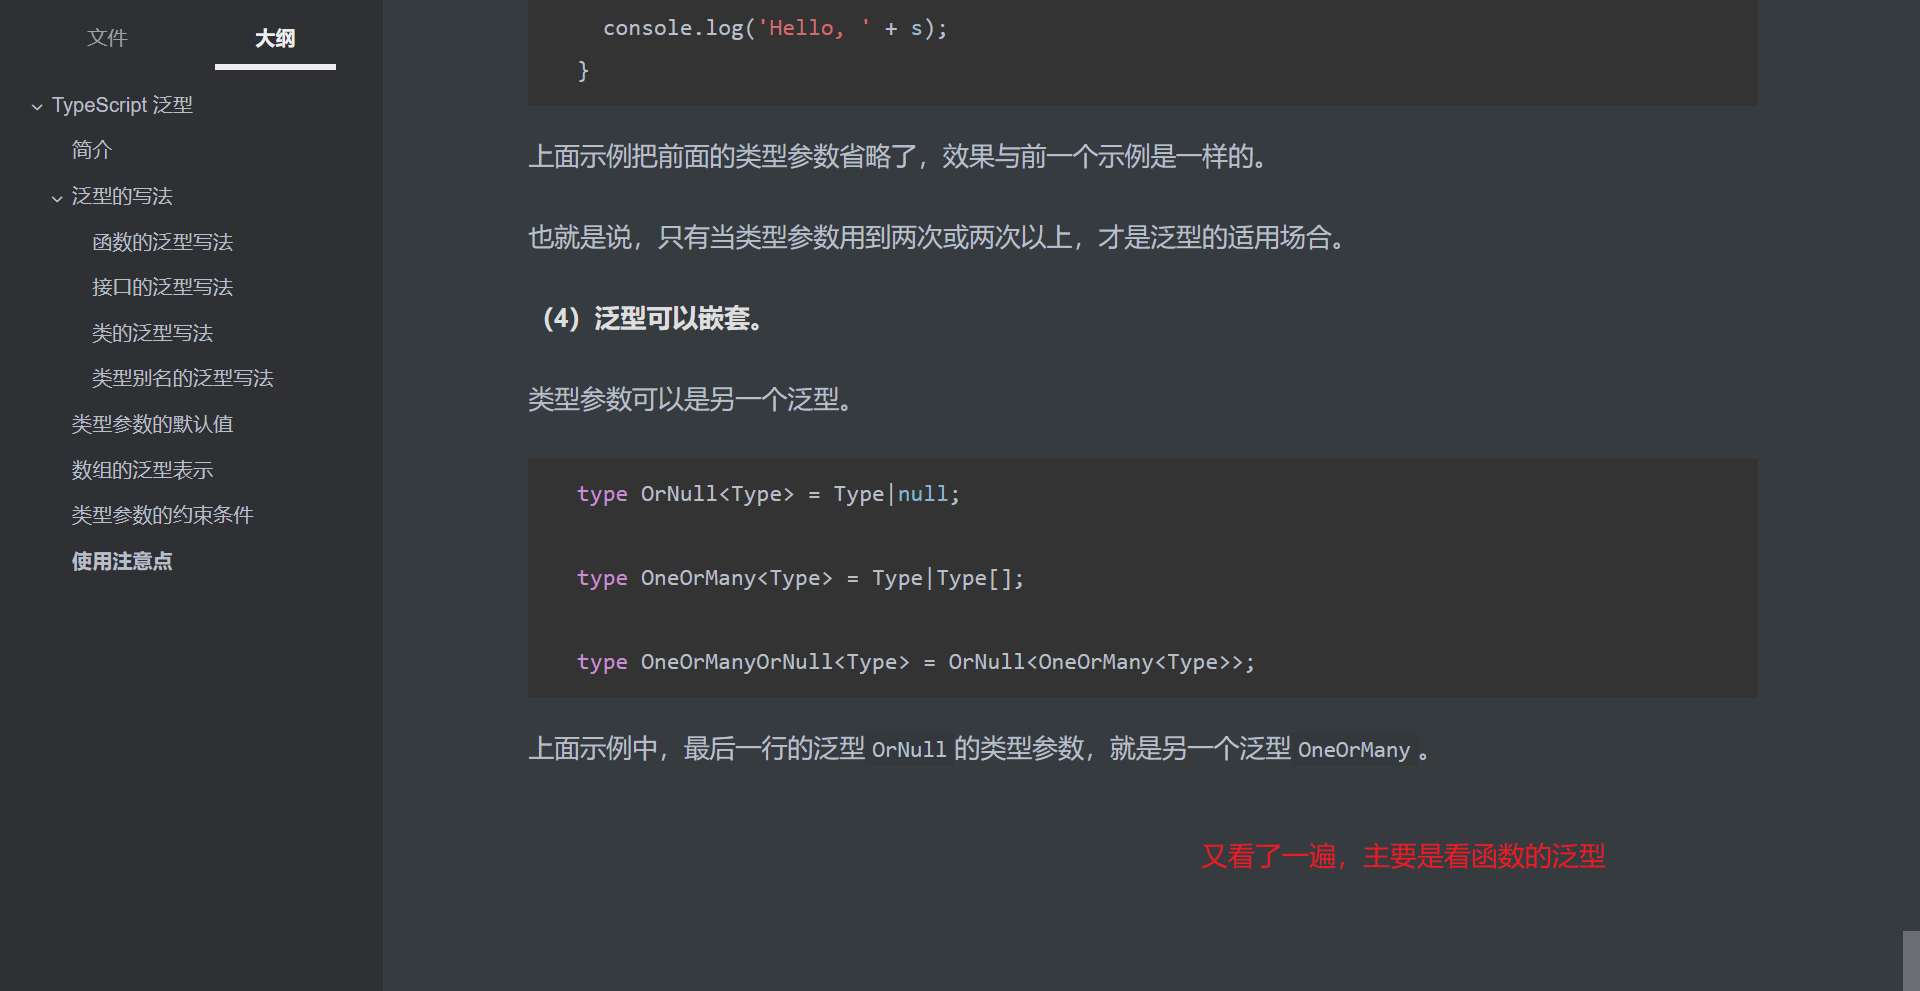 文件
大纲
TypeScript 泛型
简介
泛型的写法
函数的泛型写法
接口的泛型写法
类的泛型写法
类型别名的泛型写法
类型参数的默认值
数组的泛型表示
类型参数的约束条件
使用注意点
console.log('Hello, ' + s);
}
上面示例把前面的类型参数省略了，效果与前一个示例是一样的。
也就是说，只有当类型参数用到两次或两次以上，才是泛型的适用场合。
（4）泛型可以嵌套。
类型参数可以是另一个泛型。
type OrNull<Type> = Type|null;
type OneOrMany<Type> = Type|Type[];
type OneOrManyOrNull<Type> = OrNull<OneOrMany<Type>>;
上面示例中，最后一行的泛型 OrNull 的类型参数，就是另一个泛型 OneOrMany 。
又看了一遍，主要是看函数的泛型